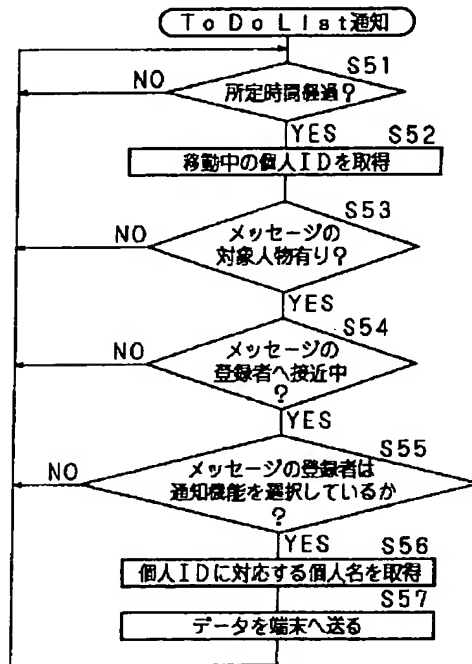 ＴｏＤｏＬｉｓｔ通知
S51
NO
所定時間経過？
YES
S52
移動中の個人ＩＤを取得
S53
NO
メッセージの
対象人物有り？
YES
S54
NO
メッセージの
登録者へ接近中
？
YES
S55
NO
メッセージの登録者は
通知機能を選択しているか
？
YES
S56
個人ＩＤに対応する個人名を取得
S57
データを端末へ送る